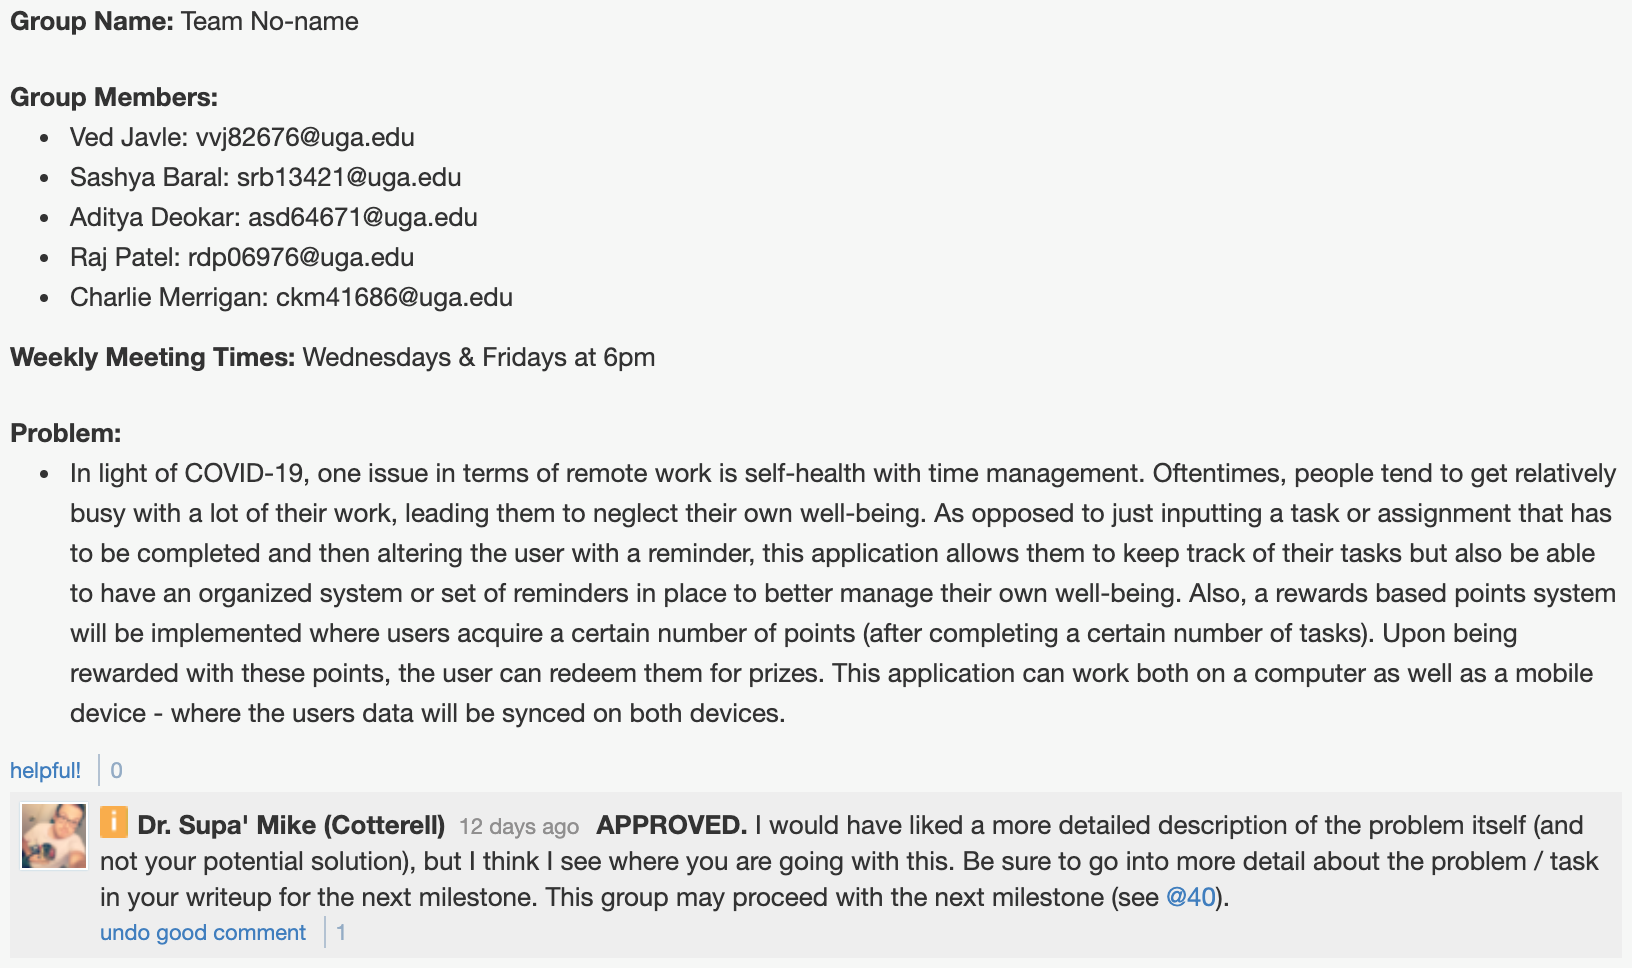 Group Name: Team No-name
Group Members:
• Ved Javle: vvj82676@uga.edu
• Sashya Baral: srb13421@uga.edu
• Aditya Deokar: asd64671@uga.edu
• Raj Patel: rdp06976@uga.edu
• Charlie Merrigan: ckm41686@uga.edu
Weekly Meeting Times: Wednesdays & Fridays at 6pm
Problem:
• In light of COVID-19, one issue in terms of remote work is self-health with time management. Oftentimes, people tend to get relatively
busy with a lot of their work, leading them to neglect their own well-being. As opposed to just inputting a task or assignment that has
to be completed and then altering the user with a reminder, this application allows them to keep track of their tasks but also be able
to have an organized system or set of reminders in place to better manage their own well-being. Also, a rewards based points system
will be implemented where users acquire a certain number of points (after completing a certain number of tasks). Upon being
rewarded with these points, the user can redeem them for prizes. This application can work both on a computer as well as a mobile
device - where the users data will be synced on both devices.
helpful! 0
i Dr. Supa' Mike (Cotterell) 12 days ago APPROVED. I would have liked a more detailed description of the problem itself (and
not your potential solution), but I think I see where you are going with this. Be sure to go into more detail about the problem / task
in your writeup for the next milestone. This group may proceed with the next milestone (see @40).
undo good comment 1